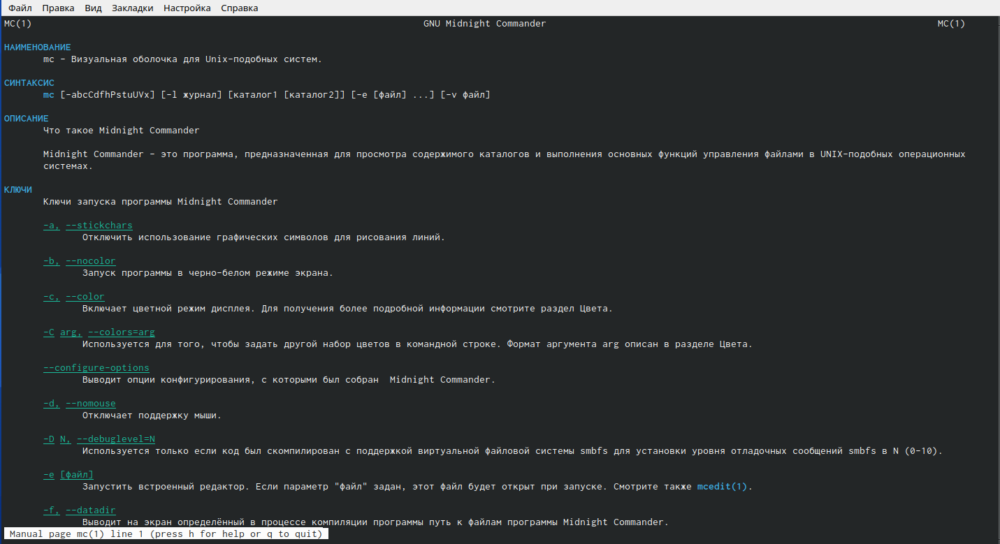 Файл Правка Вид Закладки Настройка Справка
MC(1) GNU Midnight Commander MC(1)
НАИМЕНОВАНИЕ
mc - Визуальная оболочка для Unix-подобных систем.
СИНТАКСИС
mc [-abcCdfhPstuUVx] [-l журнал] [каталог1 [каталог2]] [-e [файл] ...] [-v файл]
ОПИСАНИЕ
Что такое Midnight Commander
Midnight Commander - это программа, предназначенная для просмотра содержимого каталогов и выполнения основных функций управления файлами в UNIX-подобных операционных
системах.
КЛЮЧИ
Ключи запуска программы Midnight Commander
-a, --stickchars
Отключить использование графических символов для рисования линий.
-b, --nocolor
Запуск программы в черно-белом режиме экрана.
-c, --color
Включает цветной режим дисплея. Для получения более подробной информации смотрите раздел Цвета.
-C arg, --colors=arg
Используется для того, чтобы задать другой набор цветов в командной строке. Формат аргумента arg описан в разделе Цвета.
--configure-options
Выводит опции конфигурирования, с которыми был собран  Midnight Commander.
-d, --nomouse
Отключает поддержку мыши.
-D N, --debuglevel=N
Используется только если код был скомпилирован с поддержкой виртуальной файловой системы smbfs для установки уровня отладочных сообщений smbfs в N (0-10).
-e [файл]
Запустить встроенный редактор. Если параметр "файл" задан, этот файл будет открыт при запуске. Смотрите также mcedit(1).
-f, --datadir
Выводит на экран определённый в процессе компиляции программы путь к файлам программы Midnight Commander.
Manual page mc(1) line 1 (press h for help or q to quit)